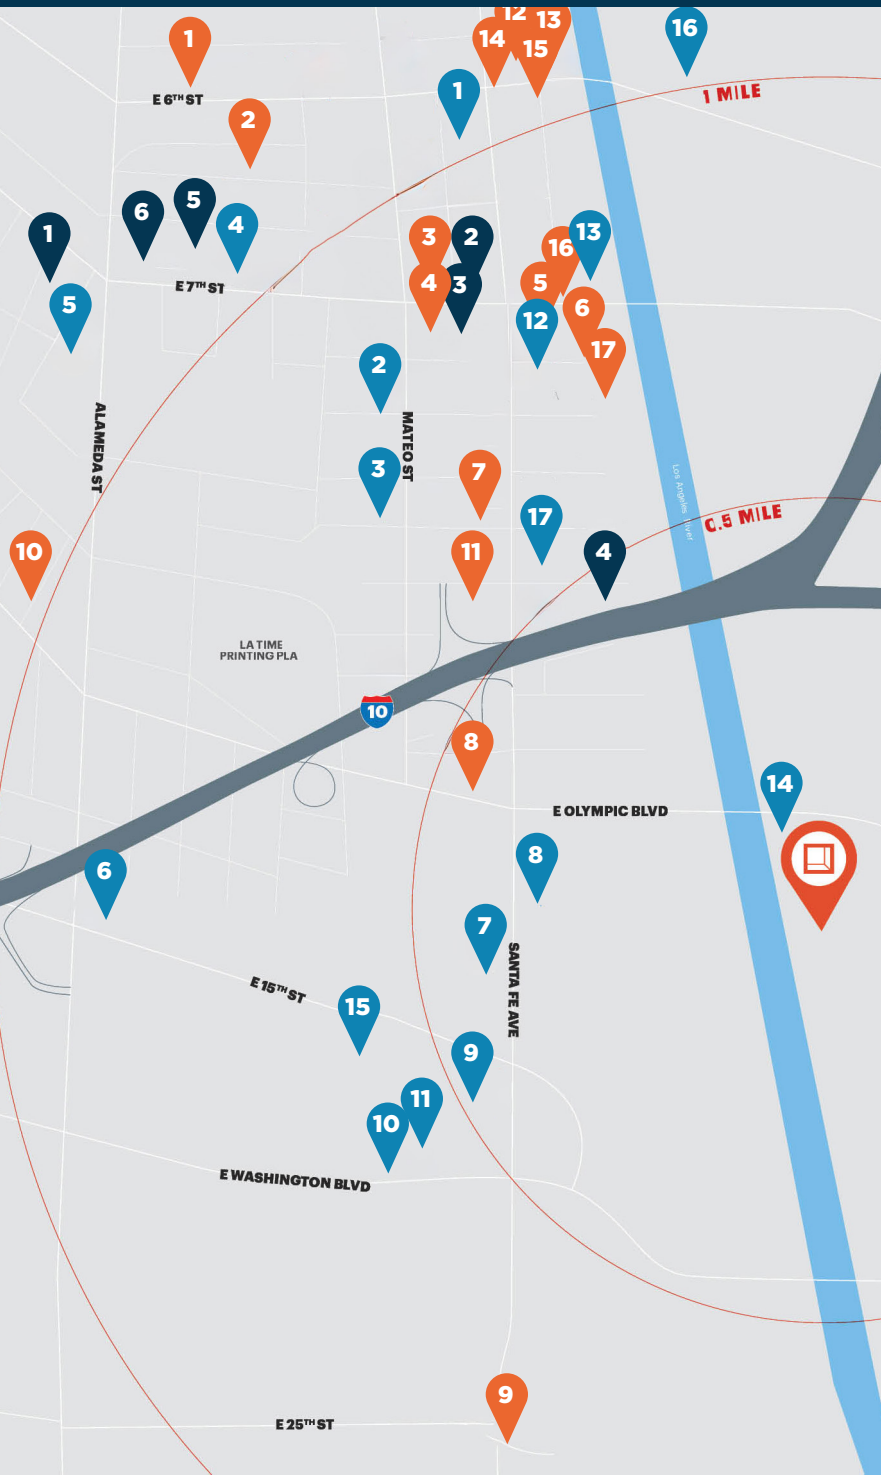 12
13
16
1
14
15
1
E 6TH ST
1 MILE
2
5
6
4
1
3
2
13
16
E 7TH ST
4
3
5
5
6
12
17
2
ALAMEDA ST
MATEO ST
3
7
Los Angeles River
17
0.5 MILE
10
11
4
LA TIME
PRINTING PLA
10
8
14
E OLYMPIC BLVD
8
6
7
SANTA FE AVE
E 15TH ST
15
9
11
10
E WASHINGTON BLVD
9
E 25TH ST